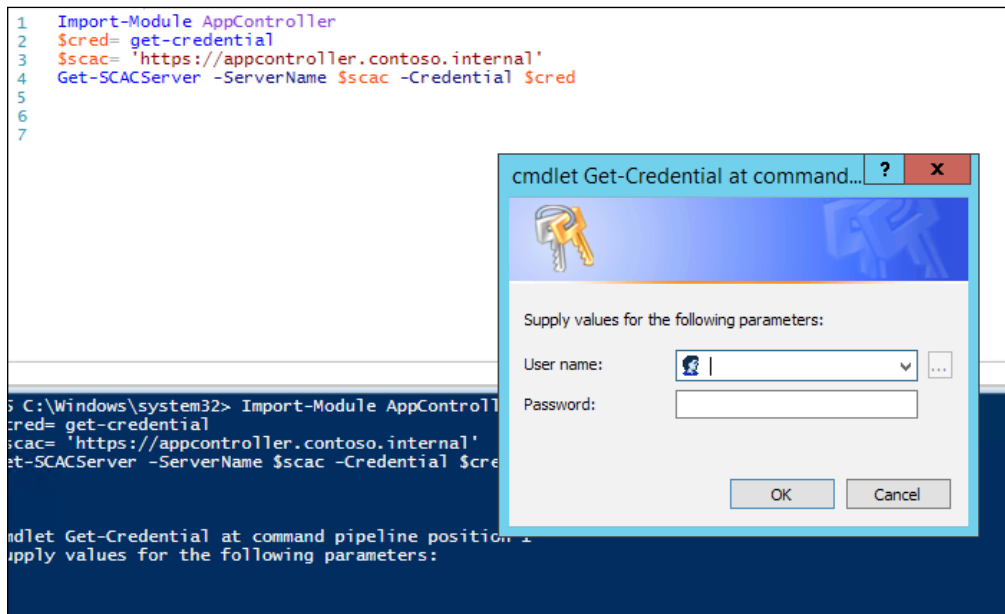 1 Import-Module AppController
2 $cred= get-credential
3 $scac= 'https://appcontroller.contoso.internal'
4 Get-SCACServer -ServerName $scac -Credential $cred
5
6
7
cmdlet Get-Credential at command... ? x
Supply values for the following parameters:
User name:
...
Password:
OK Cancel
S C:\Windows\system32> Import-Module AppControll
cred= get-credential
scac= 'https://appcontroller.contoso.internal'
et-SCACServer -ServerName $scac -Credential $cre
mdlet Get-Credential at command pipeline position 1
upply values for the following parameters: